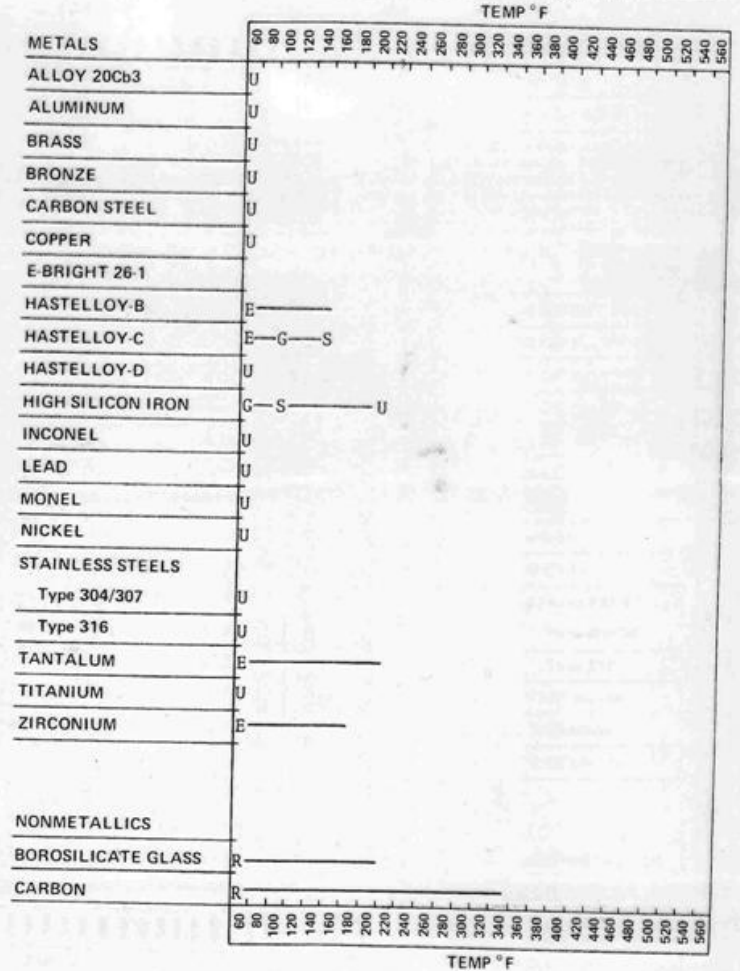 TEMP °F
METALS 60 80 100 120 140 160 180 200 220 240 260 280 300 320 340 360 380 400 420 440 460 480 500 520 540 560
ALLOY 20Cb3 U
ALUMINUM U
BRASS U
BRONZE U
CARBON STEEL U
COPPER U
E-BRIGHT 26-1
HASTELLOY-B E
HASTELLOY-C E G S
HASTELLOY-D U
HIGH SILICON IRON G S U
INCONEL U
LEAD U
MONEL U
NICKEL U
STAINLESS STEELS
Type 304/307 U
Type 316 U
TANTALUM E
TITANIUM U
ZIRCONIUM E
NONMETALLICS
BOROSILICATE GLASS R
CARBON R
60 80 100 120 140 160 180 200 220 240 260 280 300 320 340 360 380 400 420 440 460 480 500 520 540 560
TEMP °F